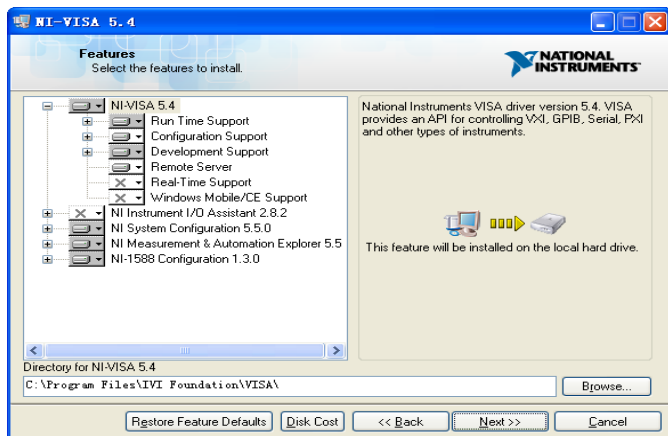 NI-VISA 5.4
Features
Select the features to install.
NATIONAL
INSTRUMENTS™
NI-VISA 5.4
Run Time Support
Configuration Support
Development Support
Remote Server
Real-Time Support
Windows Mobile/CE Support
NI Instrument I/O Assistant 2.8.2
NI System Configuration 5.5.0
NI Measurement & Automation Explorer 5.5
NI-1588 Configuration 1.3.0
National Instruments VISA driver version 5.4. VISA
provides an API for controlling VXI, GPIB, Serial, PXI
and other types of instruments.
This feature will be installed on the local hard drive.
Directory for NI-VISA 5.4
C:\Program Files\IVI Foundation\VISA\
Browse...
Restore Feature Defaults
Disk Cost
<< Back
Next >>
Cancel